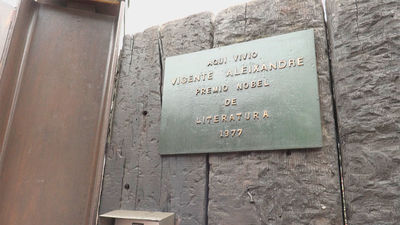 AQUI VIVIO
VICENTE ALEIXANDRE
PREMIO NOBEL
DE
LITERATURA
1977